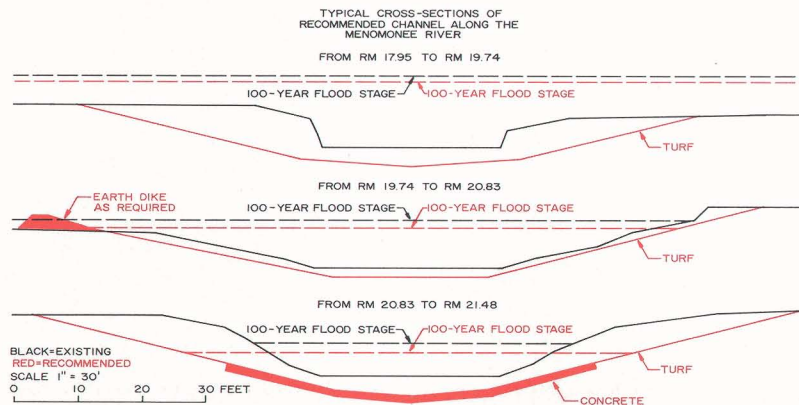 TYPICAL CROSS-SECTIONS OF
RECOMMENDED CHANNEL ALONG THE
MENOMONEE RIVER
FROM RM 17.95 TO RM 19.74
100-YEAR FLOOD STAGE
100-YEAR FLOOD STAGE
TURF
FROM RM 19.74 TO RM 20.83
EARTH DIKE
AS REQUIRED
100-YEAR FLOOD STAGE
100-YEAR FLOOD STAGE
TURF
FROM RM 20.83 TO RM 21.48
100-YEAR FLOOD STAGE
100-YEAR FLOOD STAGE
TURF
CONCRETE
BLACK=EXISTING
RED=RECOMMENDED
SCALE 1" = 30'
0 10 20 30 FEET